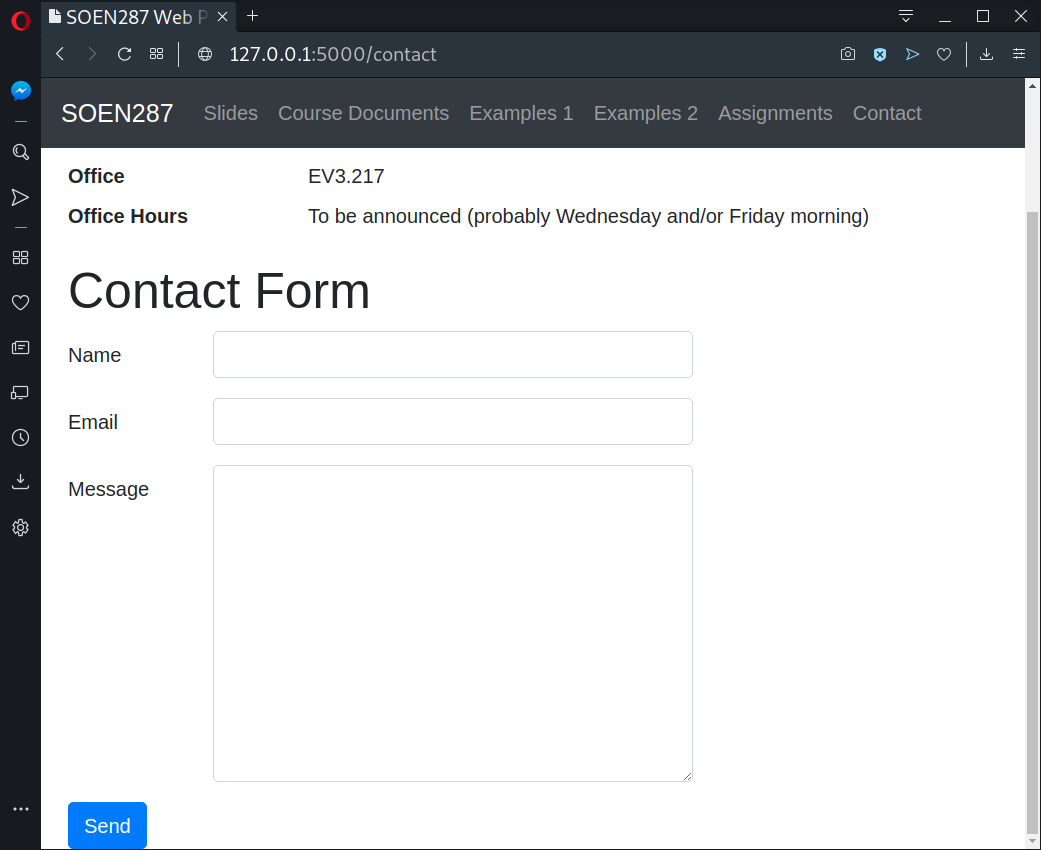 SOEN287 Web P
127.0.0.1:5000/contact
SOEN287 Slides Course Documents Examples 1 Examples 2 Assignments Contact
Office EV3.217
Office Hours To be announced (probably Wednesday and/or Friday morning)
Contact Form
Name
Email
Message
Send